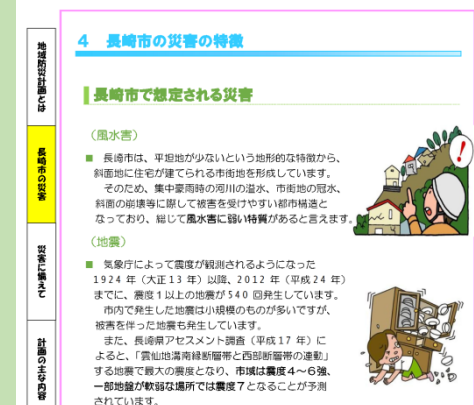 地域防災計画とは
長崎市の災害
災害に備えて
計画の主な内容
4 長崎市の災害の特徴
長崎市で想定される災害
（風水害）
■ 長崎市は、平坦地が少ないという地形的な特徴から、
斜面地に住宅が建てられる市街地を形成しています。
そのため、集中豪雨時の河川の溢水、市街地の冠水、
斜面の崩壊等に際して被害を受けやすい都市構造と
なっており、総じて風水害に弱い特質があると言えます。
（地震）
■ 気象庁によって震度が観測されるようになった
1924 年（大正 13 年）以降、2012 年（平成 24 年）
までに、震度１以上の地震が 540 回発生しています。
市内で発生した地震は小規模のものが多いですが、
被害を伴った地震も発生しています。
また、長崎県アセスメント調査（平成 17 年）に
よると、「雲仙地溝南縁断層帯と西部断層帯の連動」
する地震で最大の震度となり、市域は震度４～６強、
一部地盤が軟弱な場所では震度７となることが予測
されています。